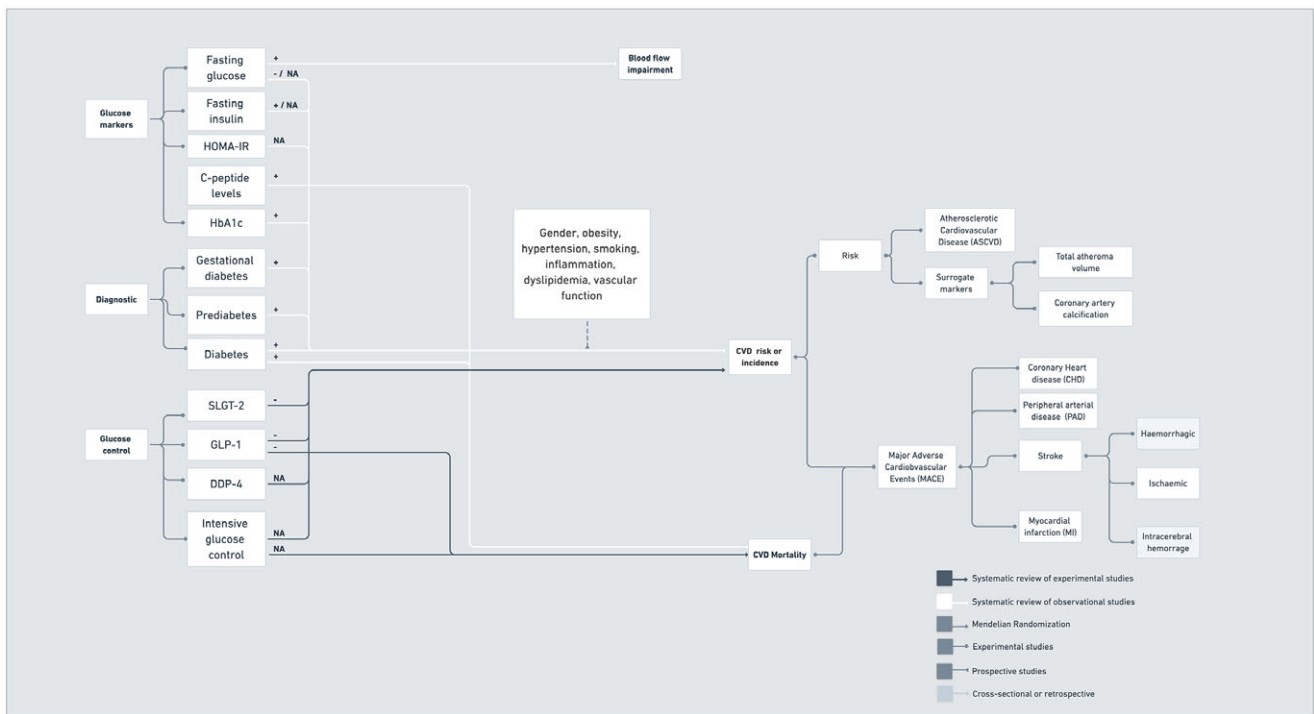 Glucose
markers
Fasting
glucose
+
- / NA
Fasting
insulin
+ / NA
HOMA-IR
NA
C-peptide
levels
+
HbA1c
+
Diagnostic
Gestational
diabetes
+
Prediabetes
+
Diabetes
+
+
Glucose
control
SLGT-2
-
GLP-1
-
-
DDP-4
NA
Intensive
glucose
control
NA
NA
Blood flow
impairment
Gender, obesity,
hypertension, smoking,
inflammation,
dyslipidemia, vascular
function
CVD risk or
incidence
CVD Mortality
Risk
Atherosclerotic
Cardiovascular
Disease (ASCVD)
Surrogate
markers
Total atheroma
volume
Coronary artery
calcification
Major Adverse
Cardiobvascular
Events (MACE)
Coronary Heart
disease (CHD)
Peripheral arterial
disease (PAD)
Stroke
Myocardial
infarction (MI)
Haemorrhagic
Ischaemic
Intracerebral
hemorrage
Systematic review of experimental studies
Systematic review of observational studies
Mendelian Randomization
Experimental studies
Prospective studies
Cross-sectional or retrospective